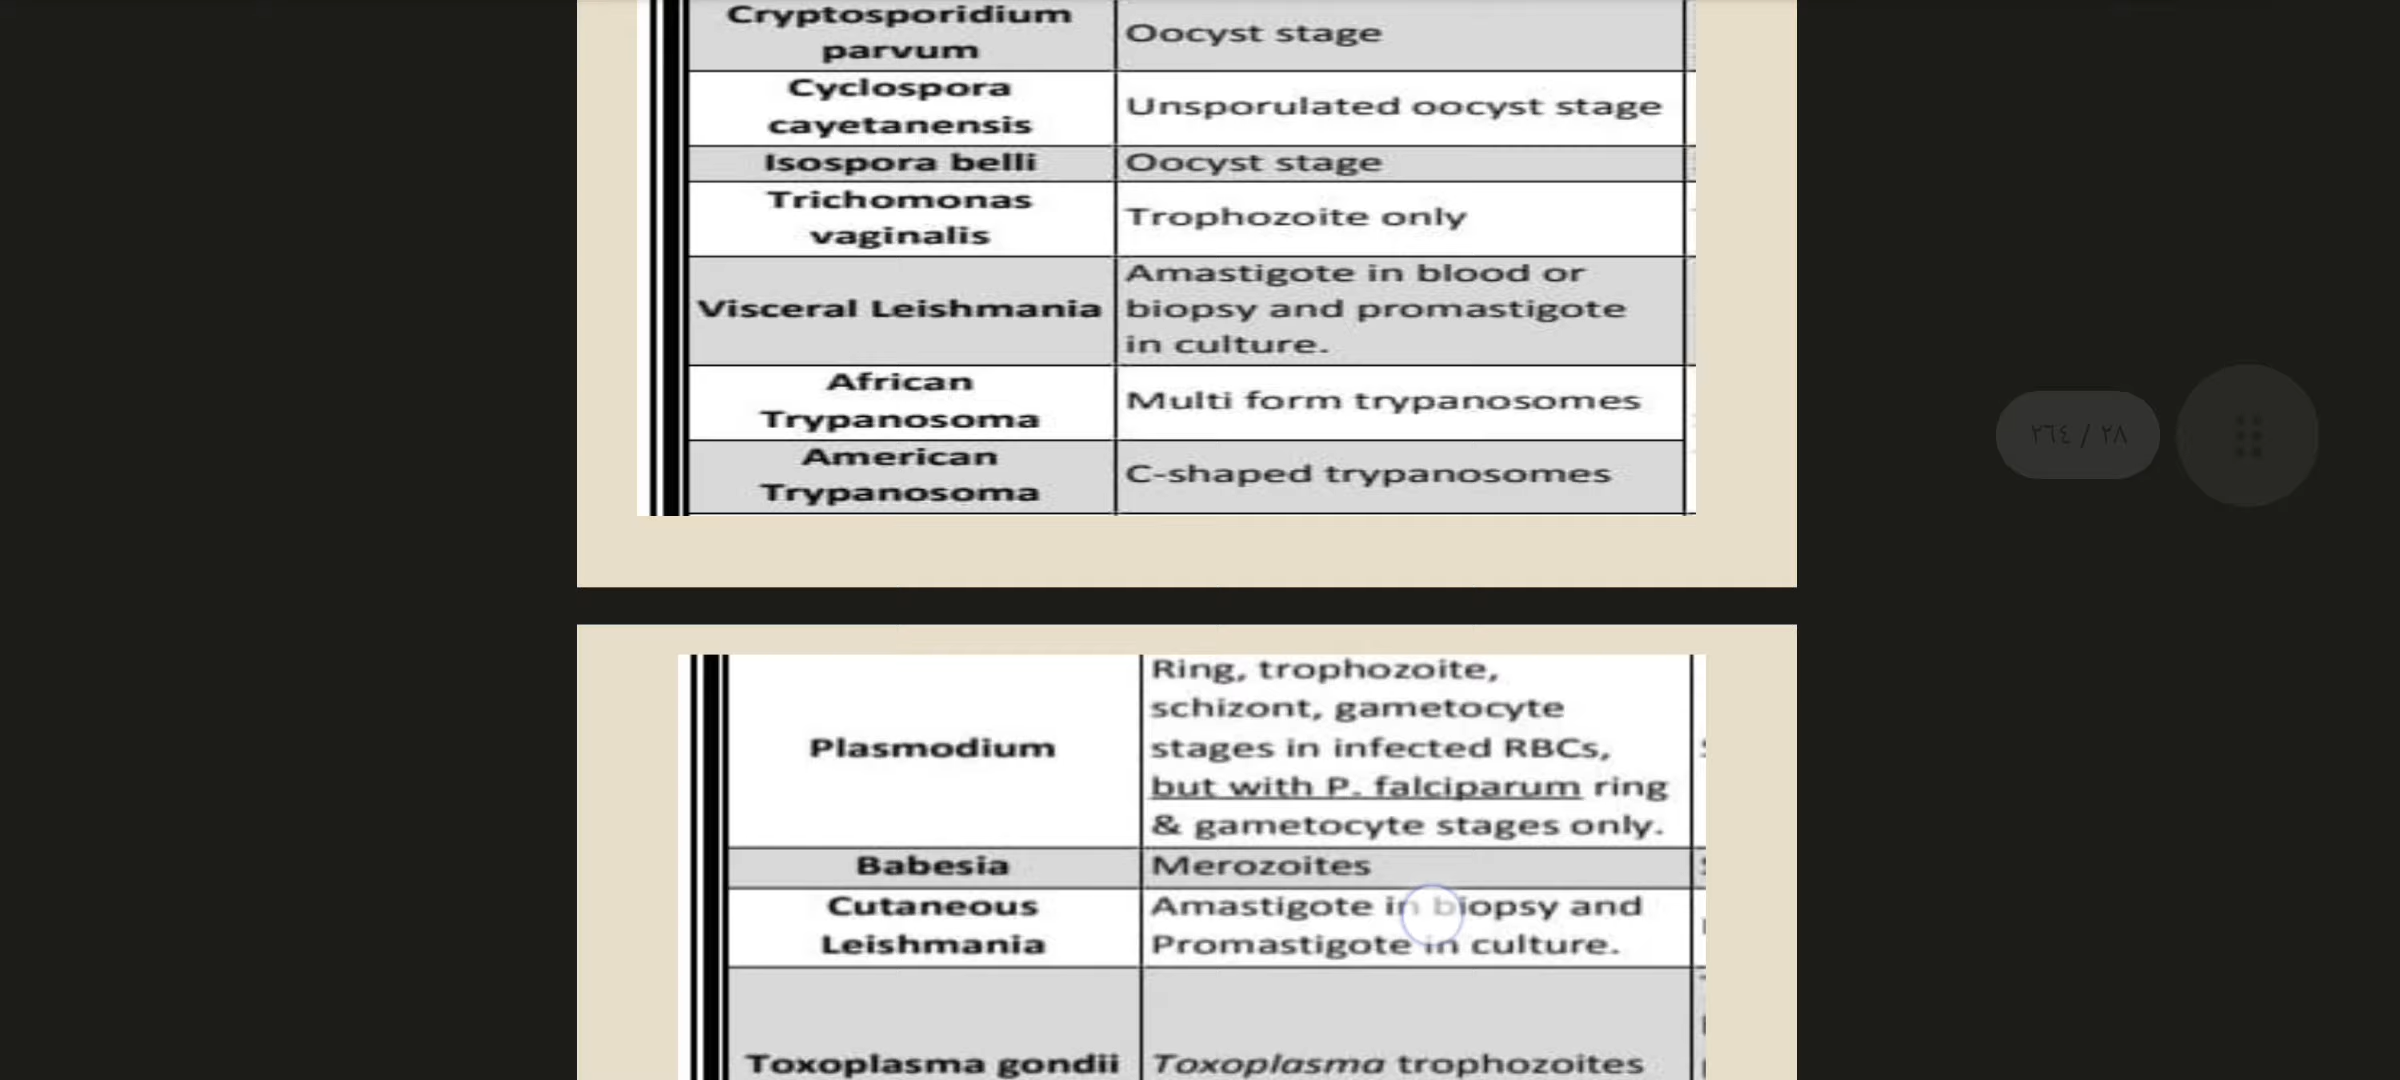 Cryptosporidium
parvum
Oocyst stage
Cyclospora
cayetanensis
Unsporulated oocyst stage
Isospora belli
Oocyst stage
Trichomonas
vaginalis
Trophozoite only
Visceral Leishmania
Amastigote in blood or
biopsy and promastigote
in culture.
African
Trypanosoma
Multi form trypanosomes
American
Trypanosoma
C-shaped trypanosomes
٢٦٤ / ٢٨
Plasmodium
Ring, trophozoite,
schizont, gametocyte
stages in infected RBCs,
but with P. falciparum ring
& gametocyte stages only.
Babesia
Merozoites
Cutaneous
Leishmania
Amastigote in biopsy and
Promastigote in culture.
Toxoplasma gondii
Toxoplasma trophozoites